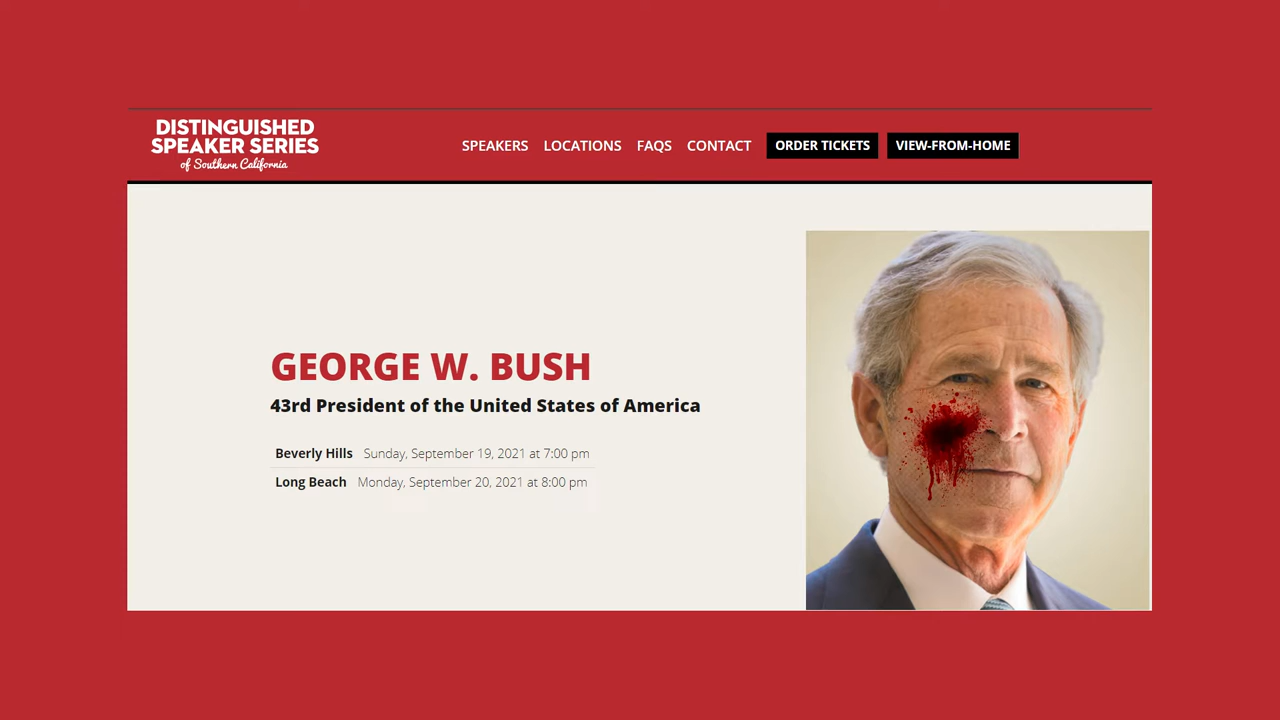 DISTINGUISHED
SPEAKER SERIES
of Southern California
SPEAKERS LOCATIONS FAQS CONTACT ORDER TICKETS VIEW-FROM-HOME
GEORGE W. BUSH
43rd President of the United States of America
Beverly Hills Sunday, September 19, 2021 at 7:00 pm
Long Beach Monday, September 20, 2021 at 8:00 pm